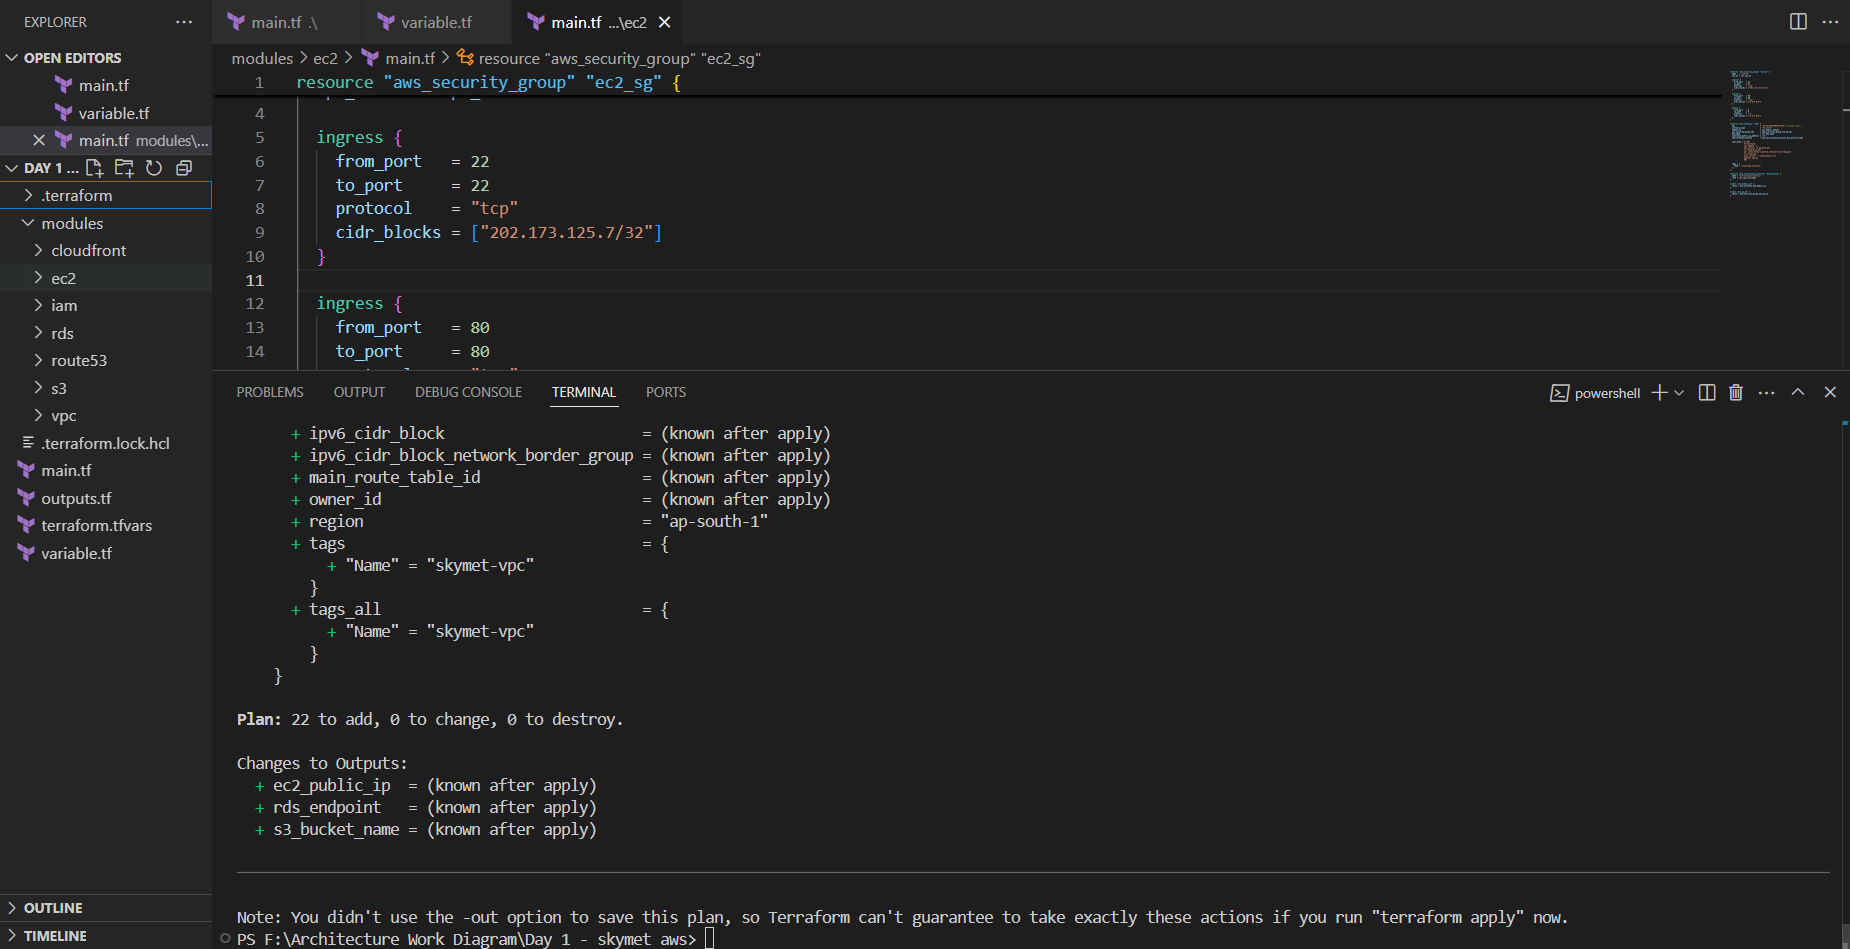 EXPLORER
OPEN EDITORS
main.tf
variable.tf
main.tf modules\...
DAY 1 ...
.terraform
modules
cloudfront
ec2
iam
rds
route53
s3
vpc
.terraform.lock.hcl
main.tf
outputs.tf
terraform.tfvars
variable.tf
OUTLINE
TIMELINE
main.tf .\
variable.tf
main.tf ...\ec2
modules > ec2 > main.tf > resource "aws_security_group" "ec2_sg"
1 resource "aws_security_group" "ec2_sg" {
4
5 ingress {
6 from_port = 22
7 to_port = 22
8 protocol = "tcp"
9 cidr_blocks = ["202.173.125.7/32"]
10 }
11
12 ingress {
13 from_port = 80
14 to_port = 80
PROBLEMS OUTPUT DEBUG CONSOLE TERMINAL PORTS
powershell
+ ipv6_cidr_block = (known after apply)
+ ipv6_cidr_block_network_border_group = (known after apply)
+ main_route_table_id = (known after apply)
+ owner_id = (known after apply)
+ region = "ap-south-1"
+ tags = {
+ "Name" = "skymet-vpc"
}
+ tags_all = {
+ "Name" = "skymet-vpc"
}
}
Plan: 22 to add, 0 to change, 0 to destroy.
Changes to Outputs:
+ ec2_public_ip = (known after apply)
+ rds_endpoint = (known after apply)
+ s3_bucket_name = (known after apply)
Note: You didn't use the -out option to save this plan, so Terraform can't guarantee to take exactly these actions if you run "terraform apply" now.
PS F:\Architecture Work Diagram\Day 1 - skymet aws>